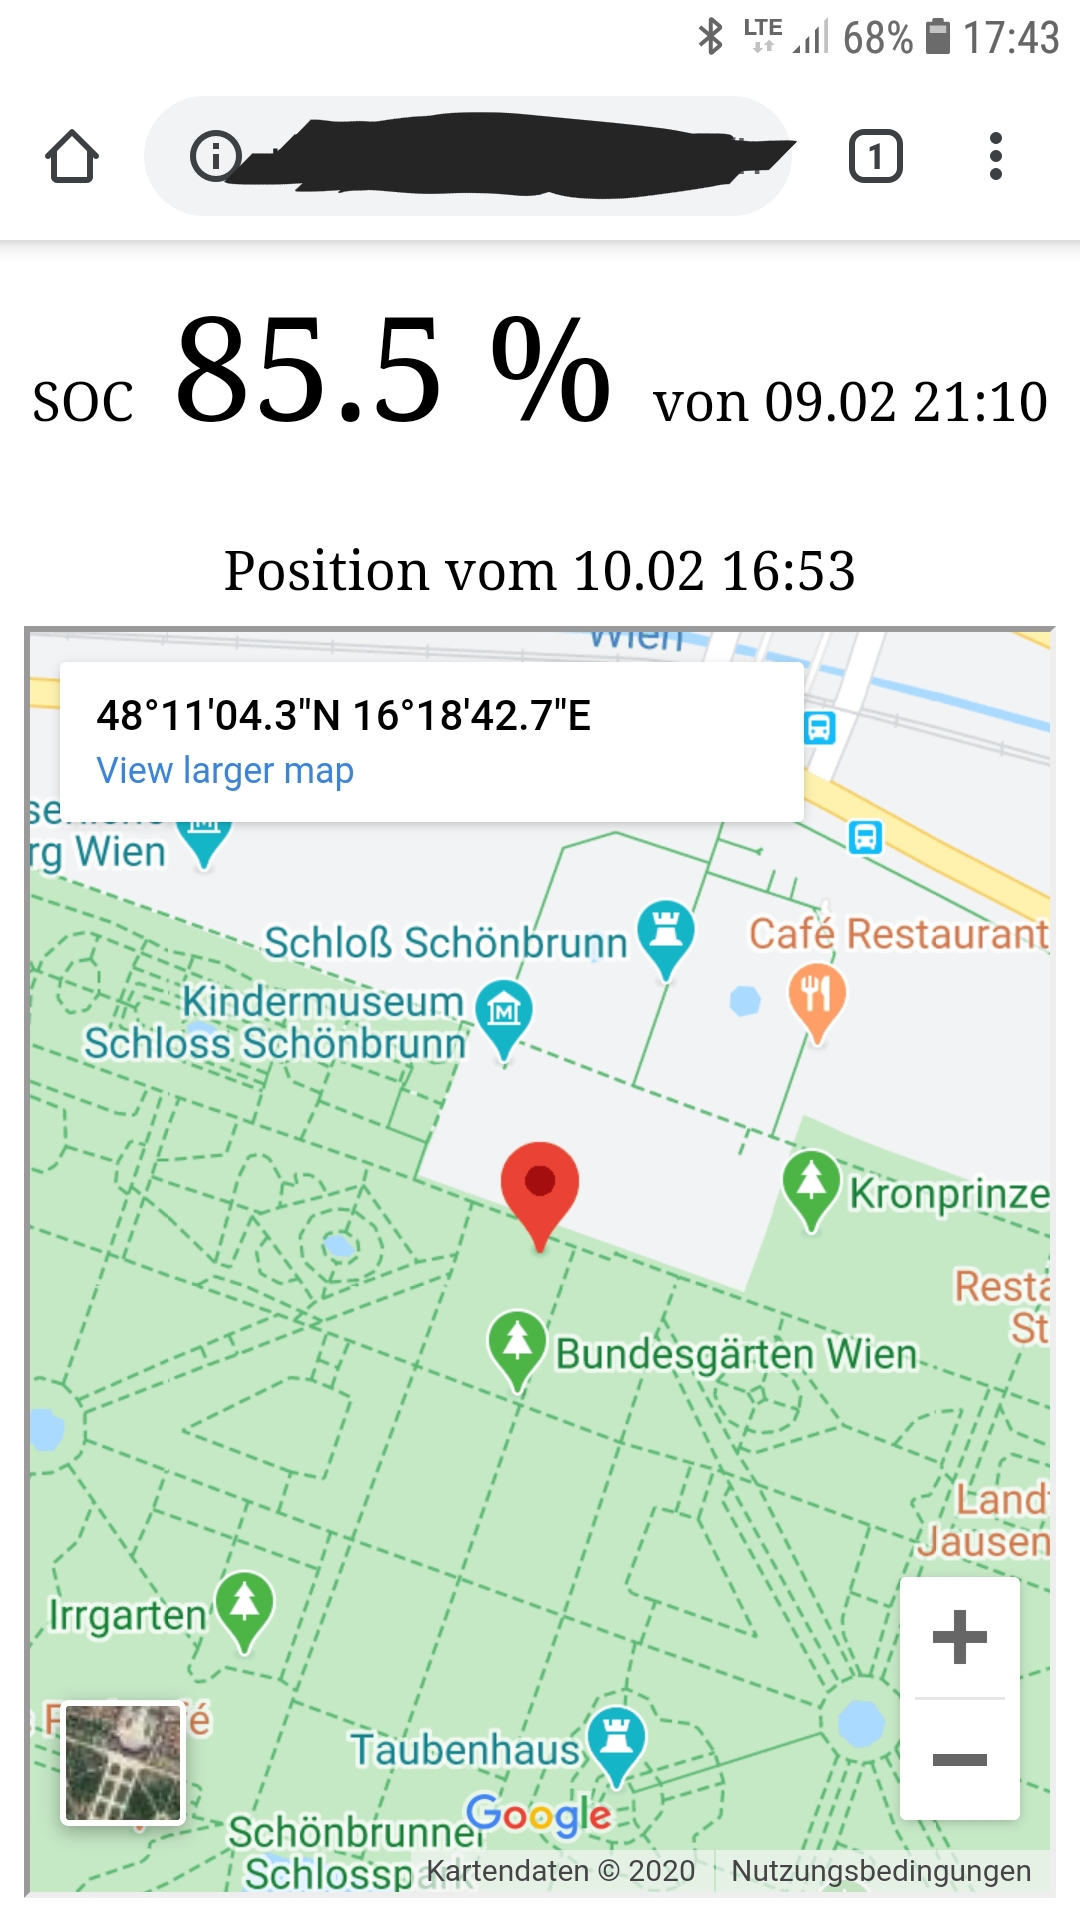 LTE 68% 17:43
1
SOC 85.5 % von 09.02 21:10
Position vom 10.02 16:53
Wien
48°11'04.3"N 16°18'42.7"E
View larger map
rg Wien
Schloß Schönbrunn
Café Restaurant
Kindermuseum
Schloss Schönbrunn
Kronprinze
Resta
St
Bundesgärten Wien
Land
Jausen
Irrgarten
Taubenhaus
Google
Schönbrunner
Schlosspark
Kartendaten © 2020 Nutzungsbedingungen